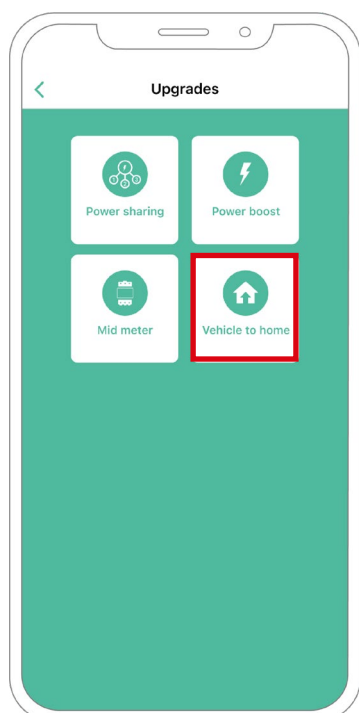 Upgrades
Power sharing
Power boost
Mid meter
Vehicle to home